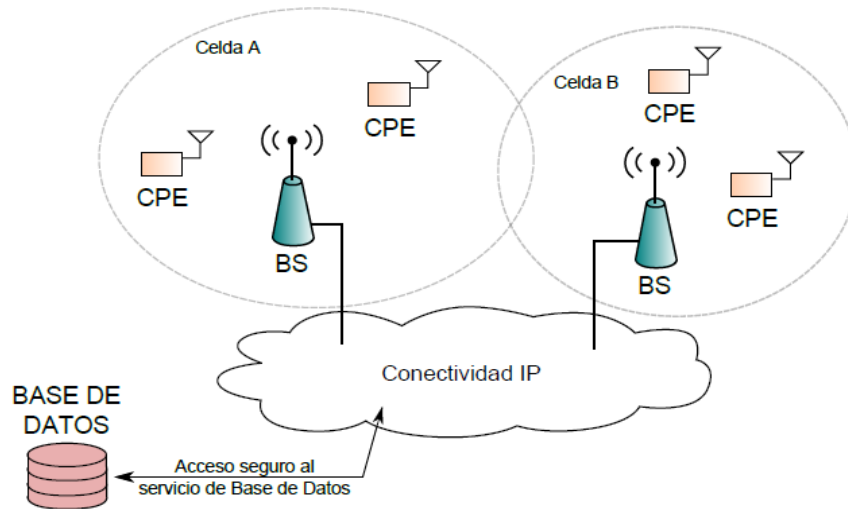 Celda A
CPE
CPE
BS
Celda B
CPE
CPE
BS
Conectividad IP
BASE DE
DATOS
Acceso seguro al
servicio de Base de Datos